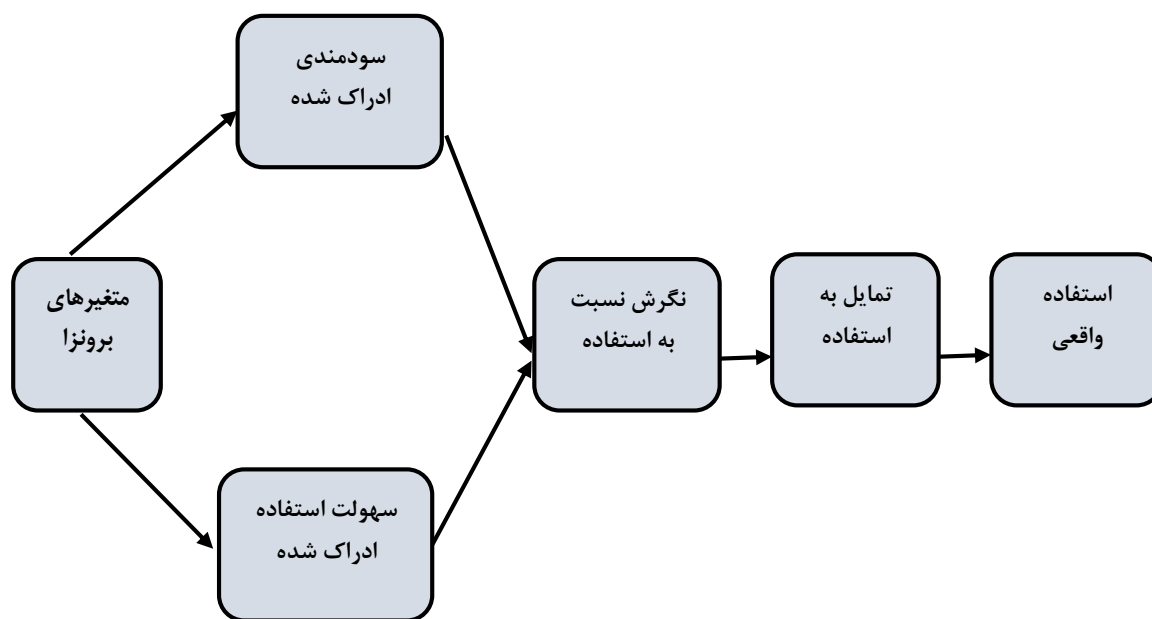 سودمندی
ادراک شده
متغیرهای
برونزا
نگرش نسبت
به استفاده
تمایل به
استفاده
استفاده
واقعی
سهولت استفاده
ادراک شده